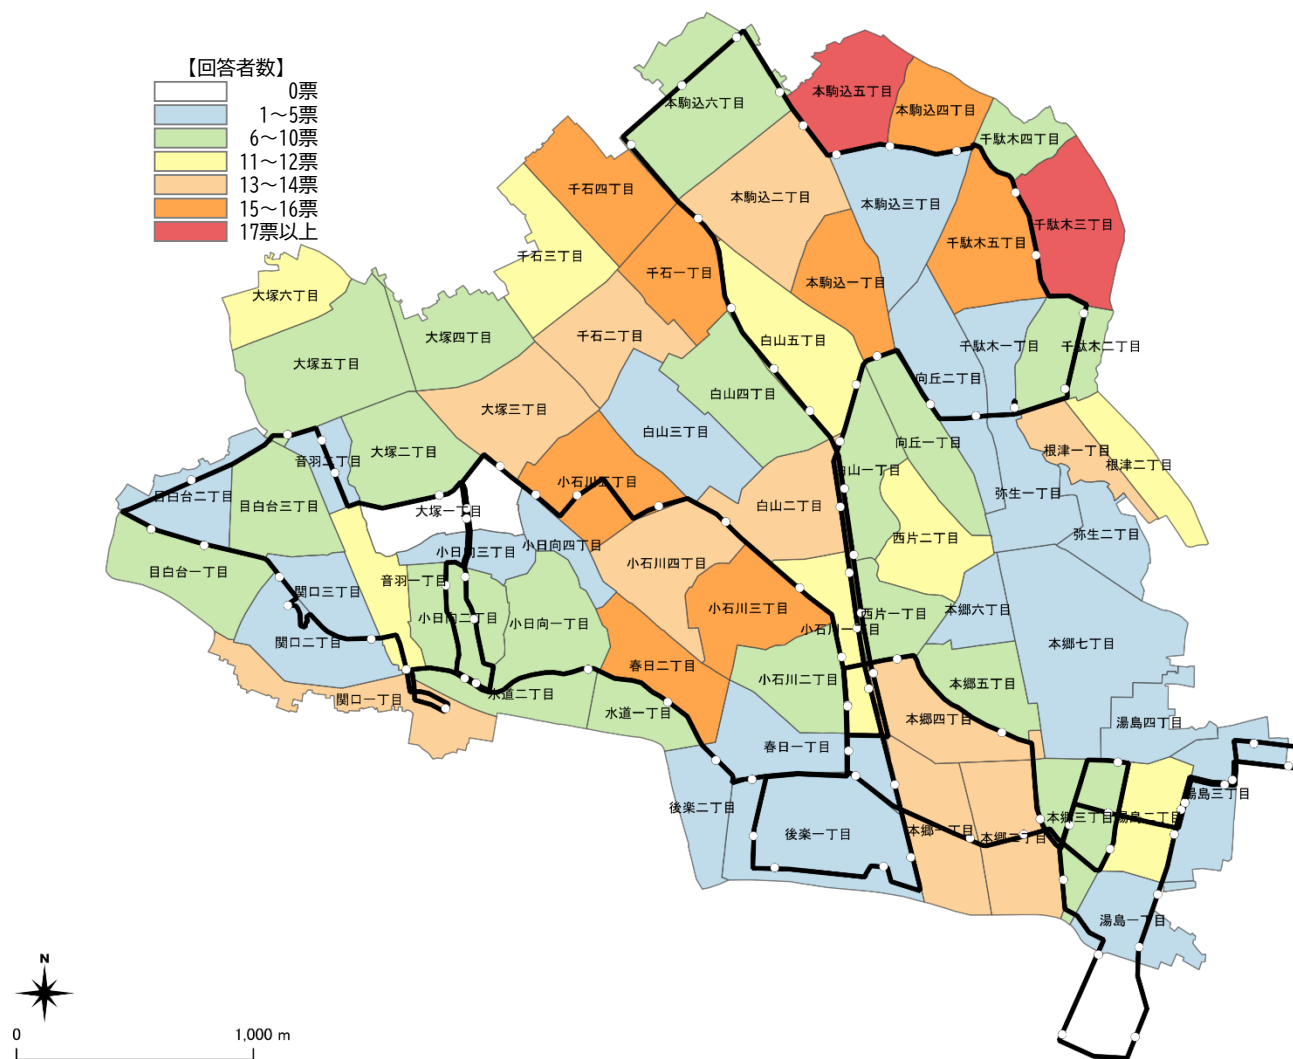 【回答者数】
0票
1～5票
6～10票
11～12票
13～14票
15～16票
17票以上
本駒込六丁目
本駒込五丁目
本駒込四丁目
千駄木四丁目
千石四丁目
本駒込二丁目
本駒込三丁目
千駄木五丁目
千駄木三丁目
千石三丁目
千石一丁目
本駒込一丁目
大塚六丁目
大塚五丁目
大塚四丁目
千石二丁目
白山五丁目
千駄木一丁目
千駄木二丁目
向丘二丁目
大塚三丁目
白山四丁目
白山三丁目
向丘一丁目
根津一丁目
根津二丁目
大塚二丁目
音羽二丁目
白山一丁目
小石川五丁目
目白台二丁目
目白台三丁目
大塚一丁目
白山二丁目
弥生一丁目
弥生二丁目
西片二丁目
小日向三丁目
小日向四丁目
小石川四丁目
目白台一丁目
関口三丁目
音羽一丁目
小日向二丁目
小日向一丁目
小石川三丁目
小石川一丁目
西片一丁目
本郷六丁目
本郷七丁目
関口二丁目
春日二丁目
小石川二丁目
本郷五丁目
関口一丁目
水道二丁目
水道一丁目
本郷四丁目
湯島四丁目
春日一丁目
後楽二丁目
後楽一丁目
湯島三丁目
本郷三丁目
湯島二丁目
本郷一丁目
本郷二丁目
湯島一丁目
N
0
1,000 m